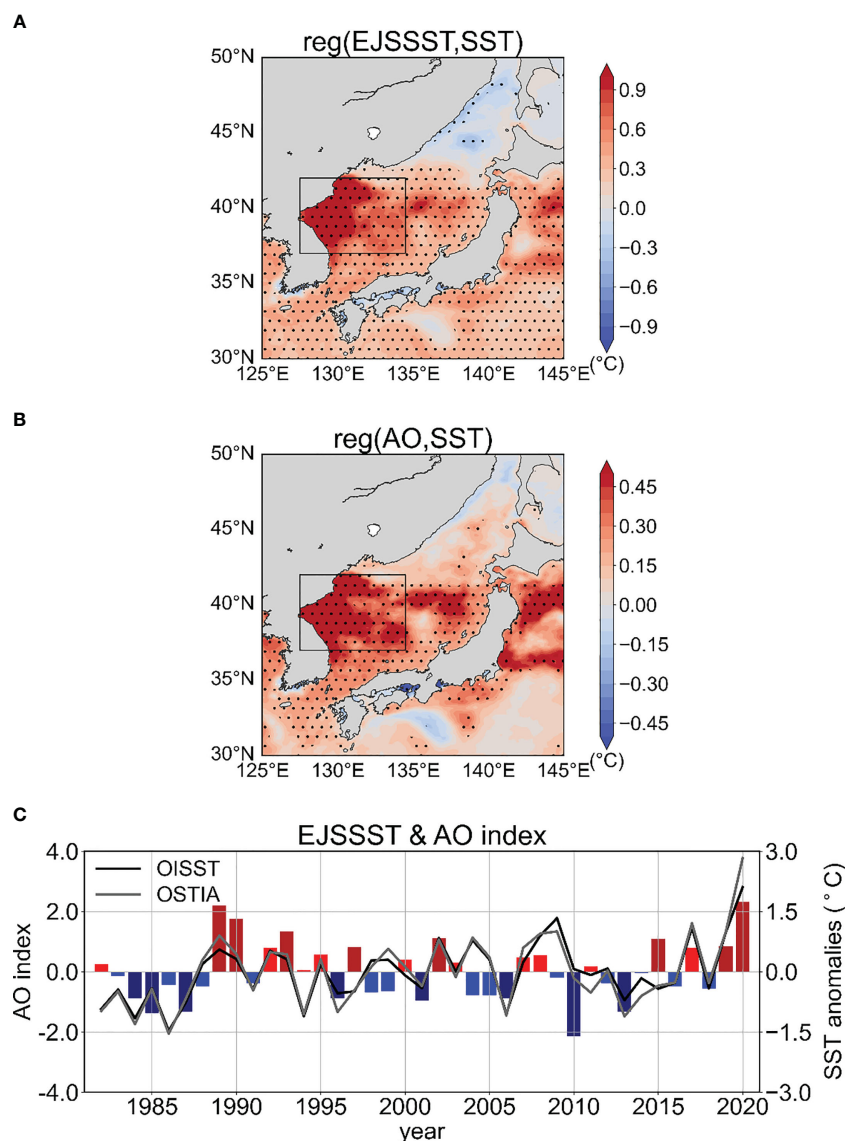 A
reg(EJSSST,SST)
50°N
45°N
40°N
35°N
30°N
125°E 130°E 135°E 140°E 145°E
0.9
0.6
0.3
0.0
−0.3
−0.6
−0.9
(°C)
B
reg(AO,SST)
50°N
45°N
40°N
35°N
30°N
125°E 130°E 135°E 140°E 145°E
0.45
0.30
0.15
0.00
−0.15
−0.30
−0.45
(°C)
C
EJSSST & AO index
OISST
OSTIA
AO index
4.0
2.0
0.0
−2.0
−4.0
3.0
1.5
0.0
−1.5
−3.0
SST anomalies (°C)
1985 1990 1995 2000 2005 2010 2015 2020
year